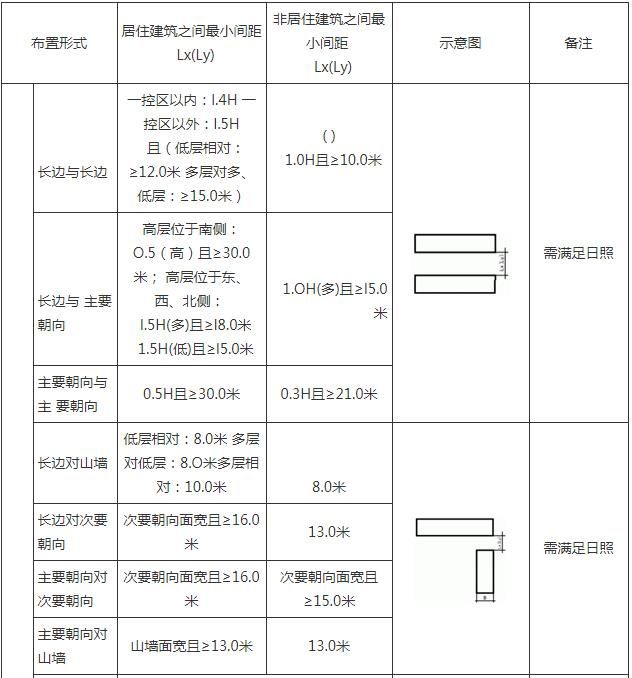 布置形式
居住建筑之间最小间距
Lx(Ly)
非居住建筑之间最
小间距
Lx(Ly)
示意图
备注
长边与长边
一控区以内：I.4H 一
控区以外：I.5H
且（低层相对：
≥12.0米 多层对多、
低层：≥15.0米）
()
1.0H且≥10.0米
长边与 主要
朝向
高层位于南侧：
O.5（高）且≥30.0
米； 高层位于东、
西、北侧：
I.5H(多)且≥I8.0米
1.5H(低)且≥I5.0米
1.OH(多)且≥I5.0
米
需满足日照
主要朝向与
主 要朝向
0.5H且≥30.0米
0.3H且≥21.0米
长边对山墙
低层相对：8.0米 多层
对低层：8.O米多层相
对：10.0米
8.0米
长边对次要
朝向
次要朝向面宽且≥16.0
米
13.0米
需满足日照
主要朝向对
次要朝向
次要朝向面宽且≥16.0
米
次要朝向面宽且
≥15.0米
主要朝向对
山墙
山墙面宽且≥13.0米
13.0米